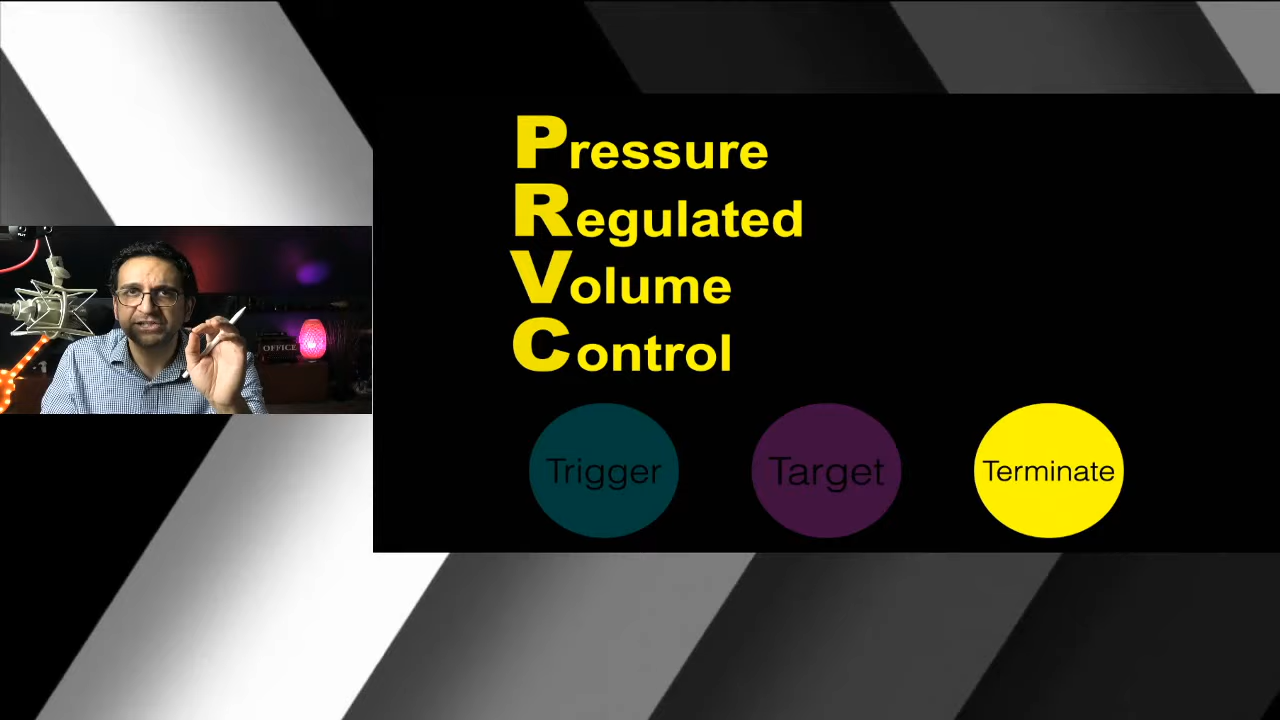 Pressure
Regulated
Volume
Control
Trigger
Target
Terminate
OFFICE